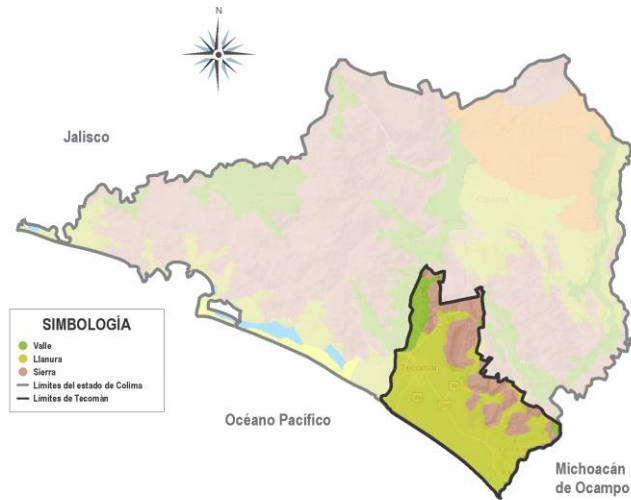 Jalisco
Colima
SIMBOLOGÍA
Valle
Llanura
Sierra
Límites del estado de Colima
Límites de Tecomán
Tecomán
Océano Pacífico
Michoacán
de Ocampo